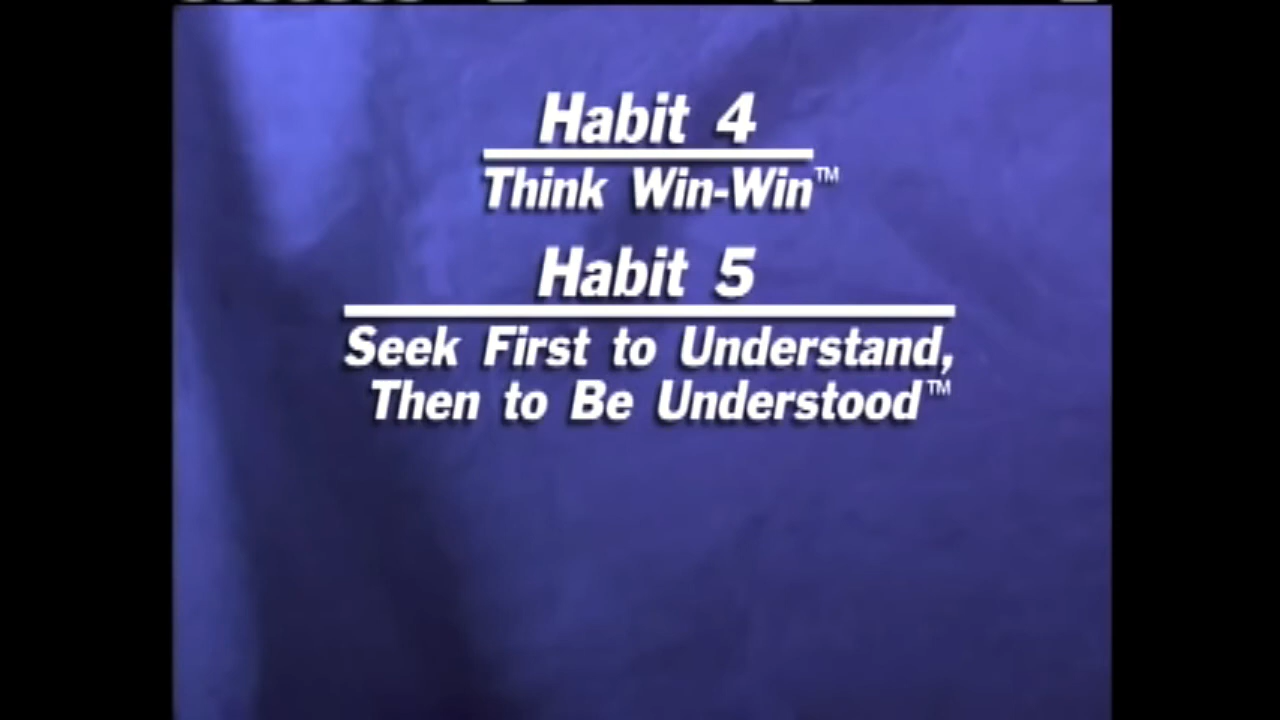 Habit 4
Think Win-Win™
Habit 5
Seek First to Understand,
Then to Be Understood™